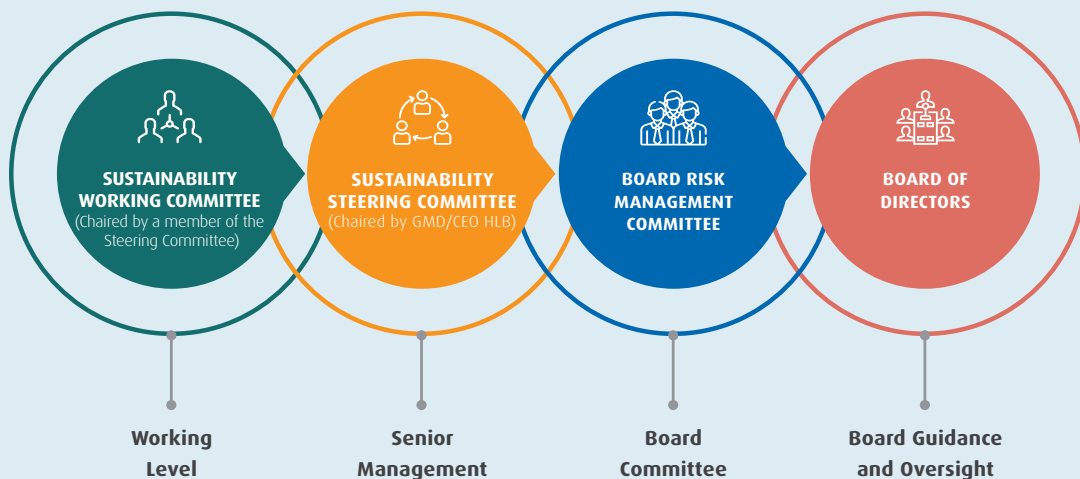 SUSTAINABILITY
WORKING COMMITTEE
(Chaired by a member of the
Steering Committee)
SUSTAINABILITY
STEERING COMMITTEE
(Chaired by GMD/CEO HLB)
BOARD RISK
MANAGEMENT
COMMITTEE
BOARD OF
DIRECTORS
Working
Level
Senior
Management
Board
Committee
Board Guidance
and Oversight